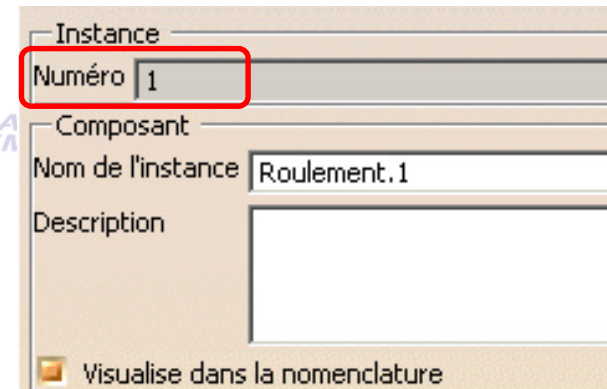 Instance
Numéro 1
Composant
Nom de l'instance Roulement.1
Description
Visualise dans la nomenclature